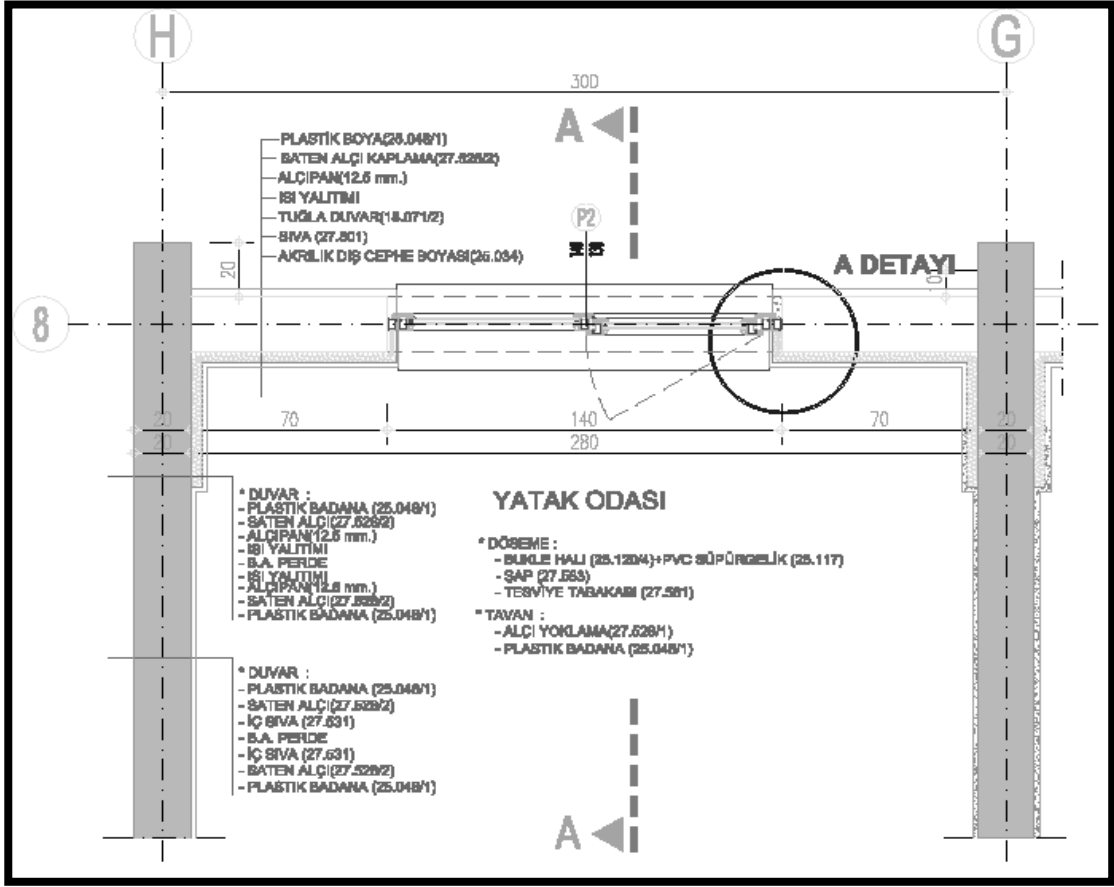 H
G
300
A
PLASTİK BOYA(25.048/1)
SATEN ALÇI KAPLAMA(27.528/2)
ALÇIPAN(12.5 mm.)
ISI YALITIMI
TUĞLA DUVAR(18.071/2)
SIVA (27.501)
AKRİLİK DIŞ CEPHE BOYASI(25.034)
P2
A DETAYI
20
10
8
20 70 140 70 20
20 280 20
* DUVAR :
- PLASTİK BADANA (25.048/1)
- SATEN ALÇI(27.528/2)
- ALÇIPAN(12.5 mm.)
- ISI YALITIMI
- B.A. PERDE
- ISI YALITIMI
- ALÇIPAN(12.5 mm.)
- SATEN ALÇI(27.528/2)
- PLASTİK BADANA (25.048/1)
YATAK ODASI
* DÖŞEME :
- BUKLE HALI (25.120/4)+PVC SÜPÜRGELİK (25.117)
- ŞAP (27.583)
- TESVİYE TABAKASI (27.581)
* TAVAN :
- ALÇI YOKLAMA(27.528/1)
- PLASTİK BADANA (25.048/1)
* DUVAR :
- PLASTİK BADANA (25.048/1)
- SATEN ALÇI(27.528/2)
- İÇ SIVA (27.531)
- B.A. PERDE
- İÇ SIVA (27.531)
- SATEN ALÇI(27.528/2)
- PLASTİK BADANA (25.048/1)
A